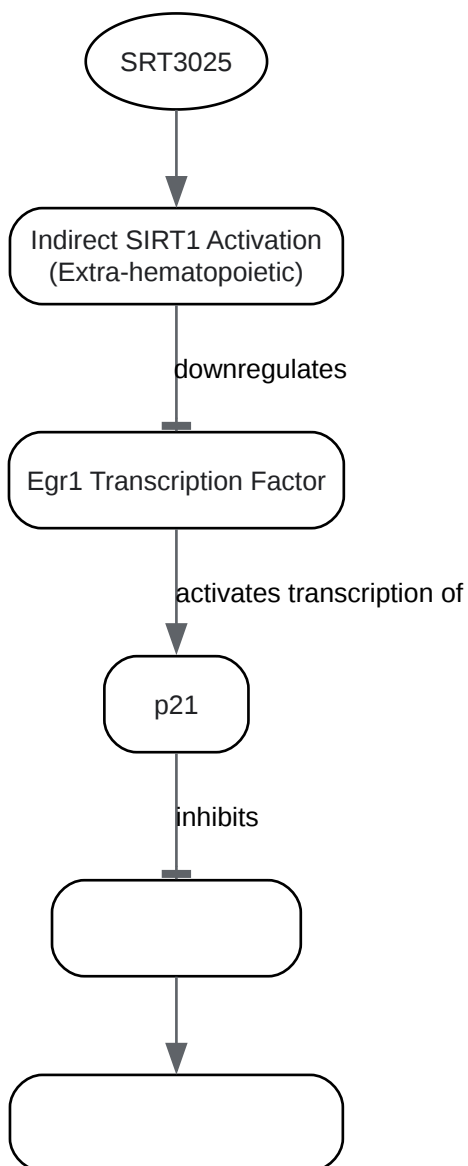 SRT3025
Indirect SIRT1 Activation
(Extra-hematopoietic)
downregulates
Egr1 Transcription Factor
activates transcription of
p21
inhibits